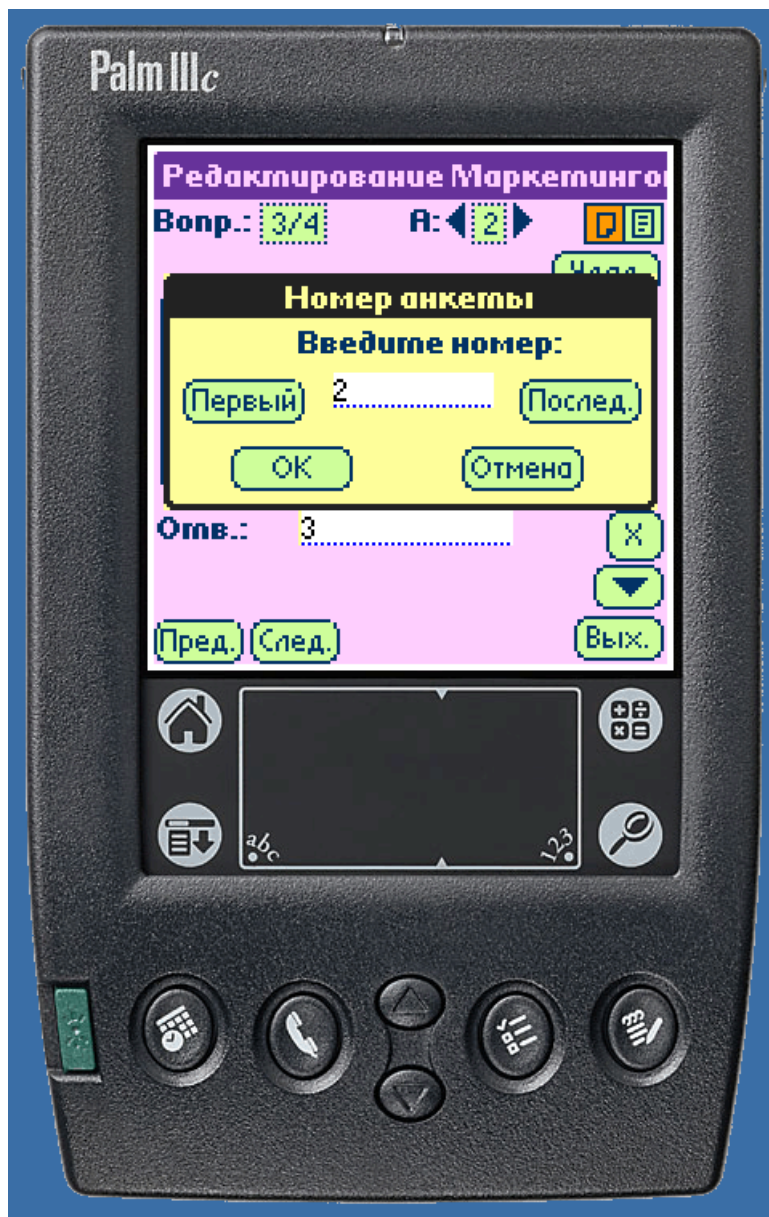 Palm IIIc
Редактирование Маркетинго
Вопр.: 3/4 А: 2
Номер анкеты
Введите номер:
Первый 2 Послед.
ОК Отмена
Отв.: 3 X
Пред. След. Вых.
abc 123